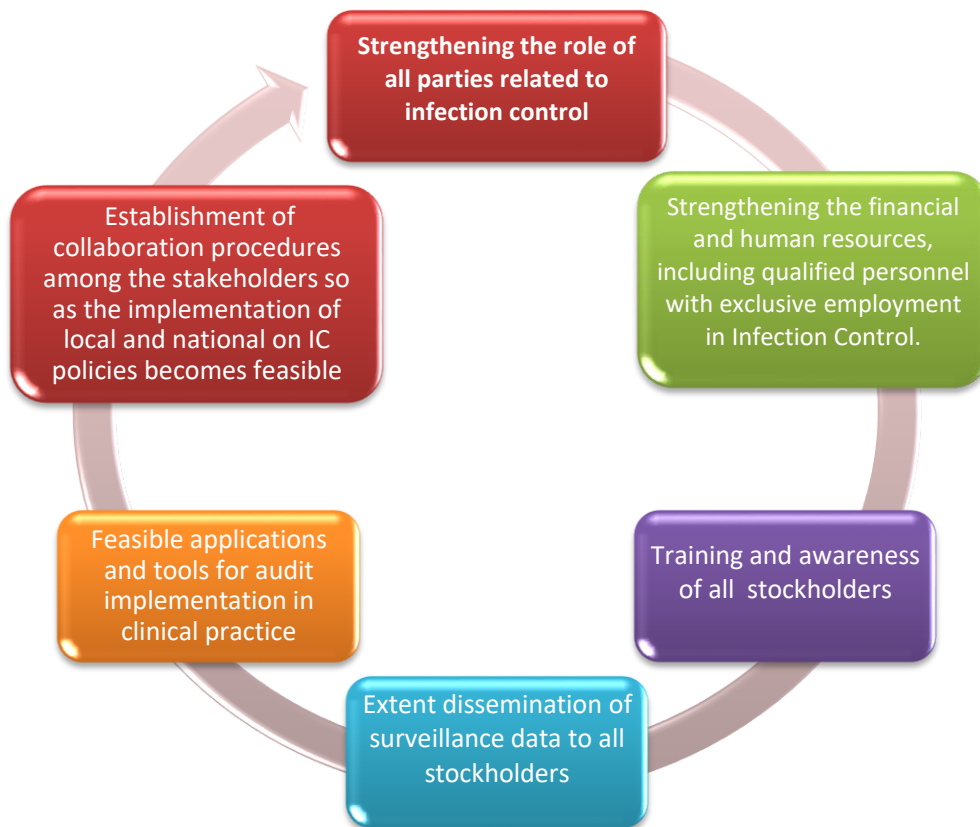 Strengthening the role of
all parties related to
infection control
Strengthening the financial
and human resources,
including qualified personnel
with exclusive employment
in Infection Control.
Training and awareness
of all  stockholders
Extent dissemination of
surveillance data to all
stockholders
Feasible applications
and tools for audit
implementation in
clinical practice
Establishment of
collaboration procedures
among the stakeholders so
as the implementation of
local and national on IC
policies becomes feasible